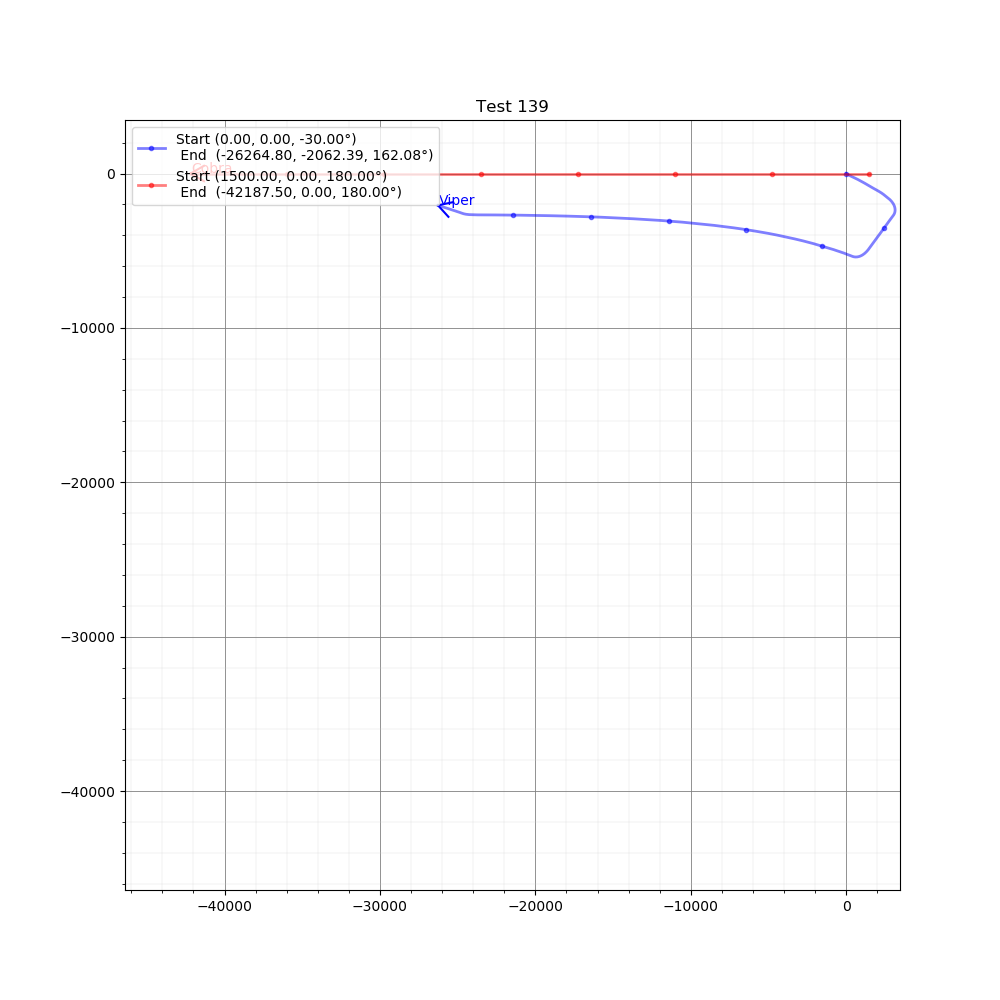 Test 139
Start (0.00, 0.00, -30.00°)
End  (-26264.80, -2062.39, 162.08°)
Cobra
Start (1500.00, 0.00, 180.00°)
End  (-42187.50, 0.00, 180.00°)
Viper
0
−10000
−20000
−30000
−40000
−40000
−30000
−20000
−10000
0